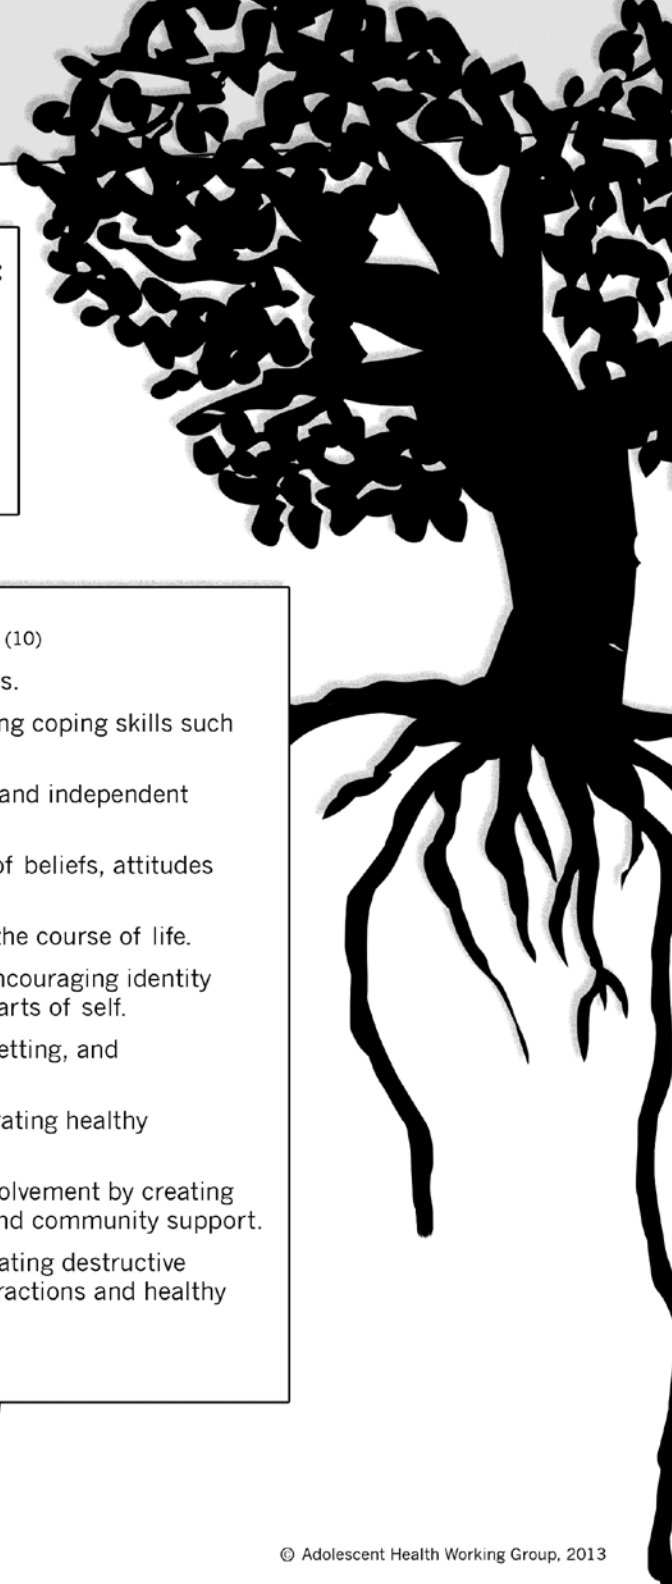 :
(10)
s.
ng coping skills such
and independent
of beliefs, attitudes
the course of life.
ncouraging identity
arts of self.
etting, and
rating healthy
olvement by creating
nd community support.
ating destructive
ractions and healthy
© Adolescent Health Working Group, 2013